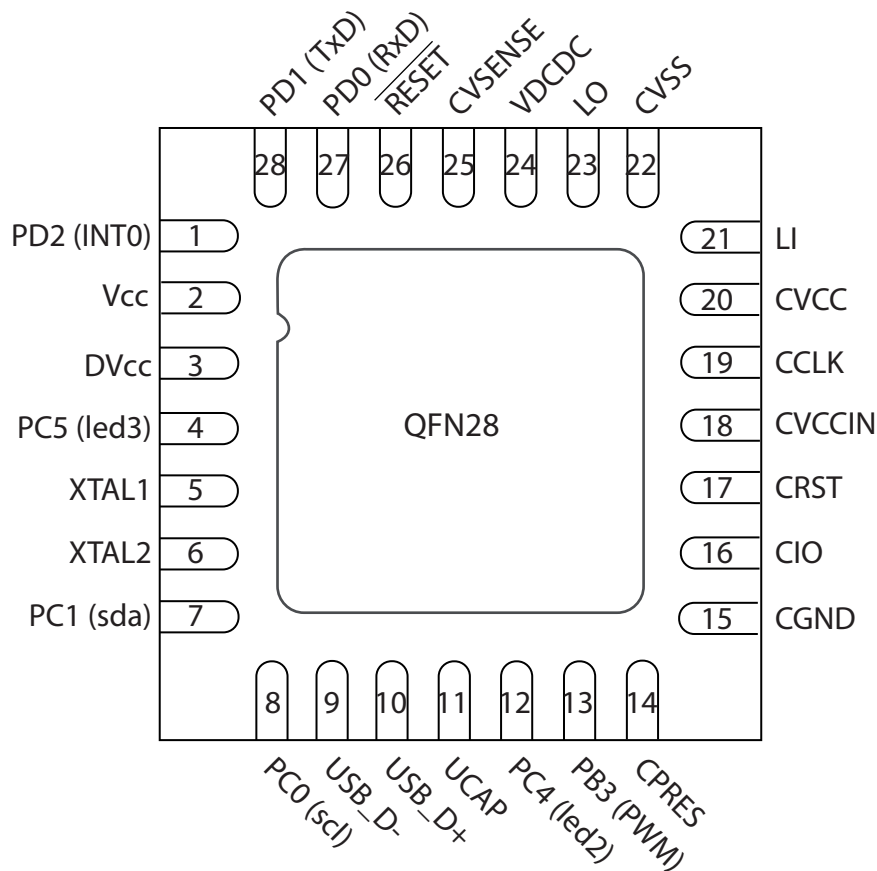 PD1 (TxD)
PD0 (RxD)
RESET
CVSENSE
VDCDC
LO
CVSS
28
27
26
25
24
23
22
PD2 (INT0)
1
21
LI
Vcc
2
20
CVCC
DVcc
3
19
CCLK
PC5 (led3)
4
QFN28
18
CVCCIN
XTAL1
5
17
CRST
XTAL2
6
16
CIO
PC1 (sda)
7
15
CGND
8
9
10
11
12
13
14
PC0 (scl)
USB_D-
USB_D+
UCAP
PC4 (led2)
PB3 (PWM)
CPRES